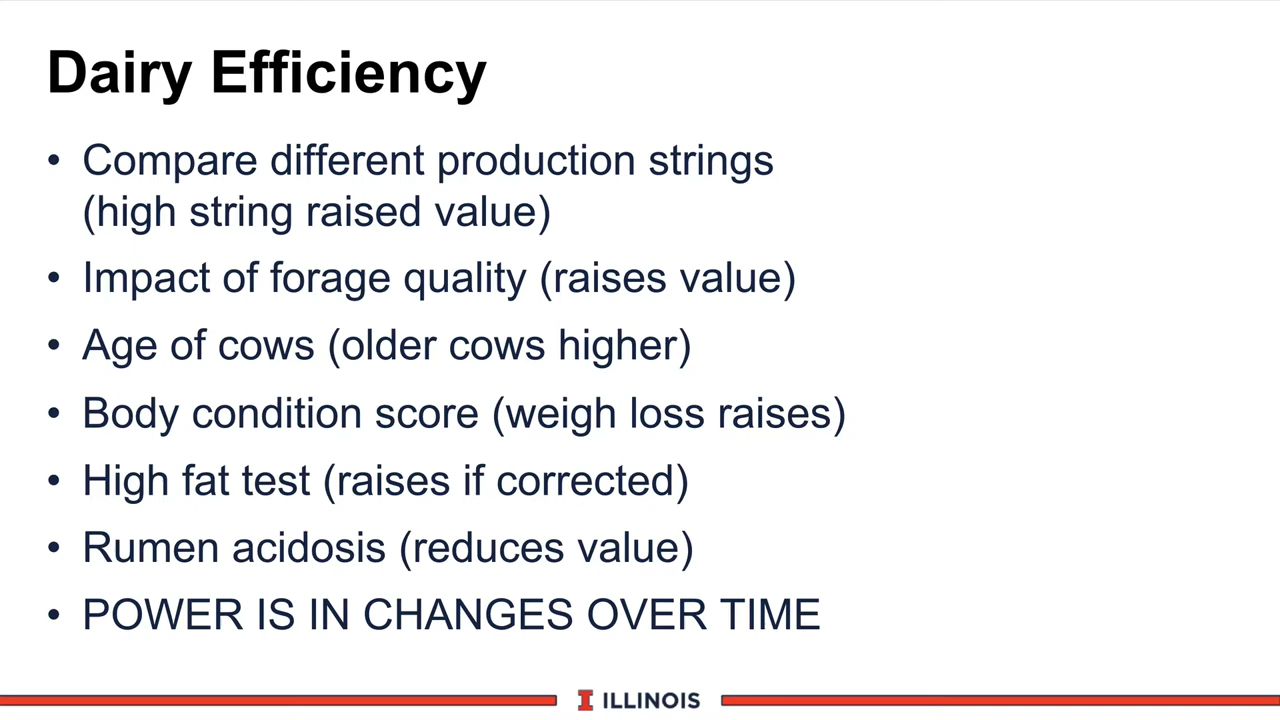 Dairy Efficiency
• Compare different production strings
(high string raised value)
• Impact of forage quality (raises value)
• Age of cows (older cows higher)
• Body condition score (weigh loss raises)
• High fat test (raises if corrected)
• Rumen acidosis (reduces value)
• POWER IS IN CHANGES OVER TIME
I ILLINOIS